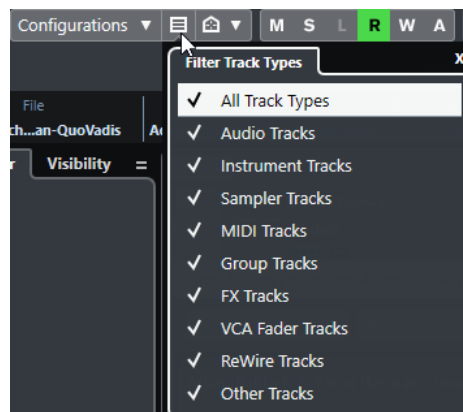 Configurations ▼ M S L R W A
Filter Track Types X
File
ch...an-QuoVadis
Visibility =
✓ All Track Types
✓ Audio Tracks
✓ Instrument Tracks
✓ Sampler Tracks
✓ MIDI Tracks
✓ Group Tracks
✓ FX Tracks
✓ VCA Fader Tracks
✓ ReWire Tracks
✓ Other Tracks